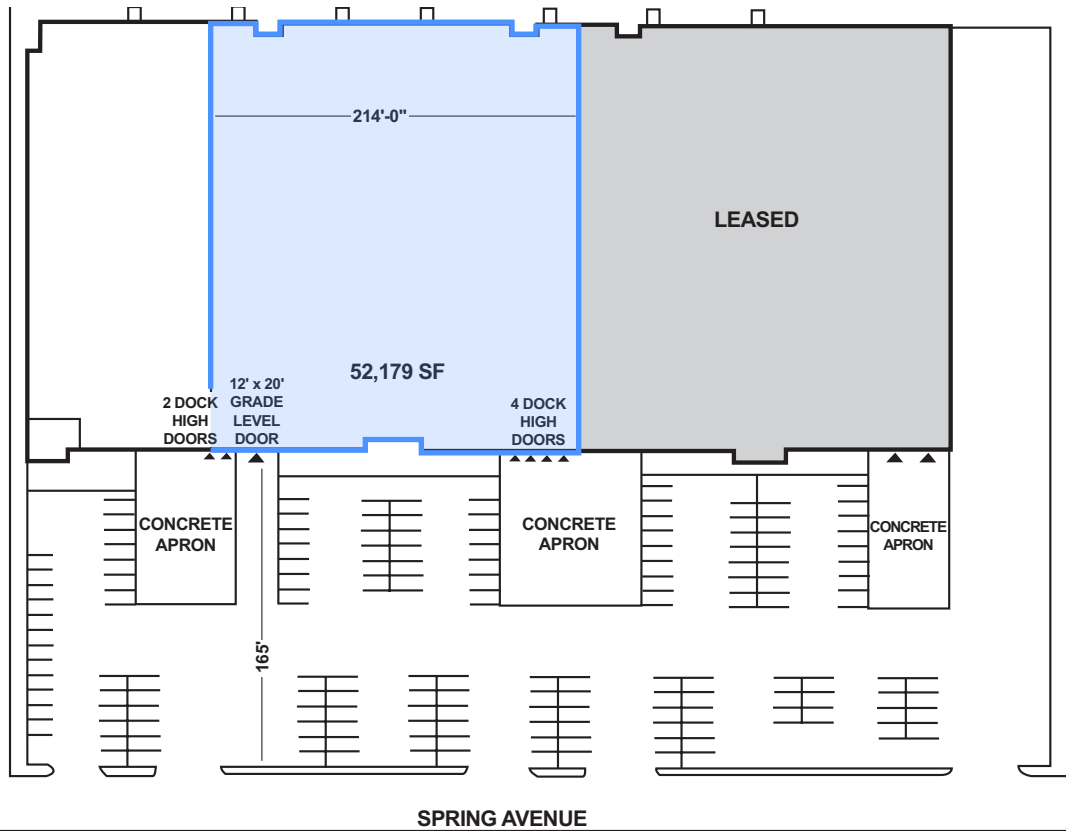 214'-0"
LEASED
52,179 SF
2 DOCK
HIGH
DOORS
12' x 20'
GRADE
LEVEL
DOOR
4 DOCK
HIGH
DOORS
CONCRETE
APRON
CONCRETE
APRON
CONCRETE
APRON
165'
SPRING AVENUE